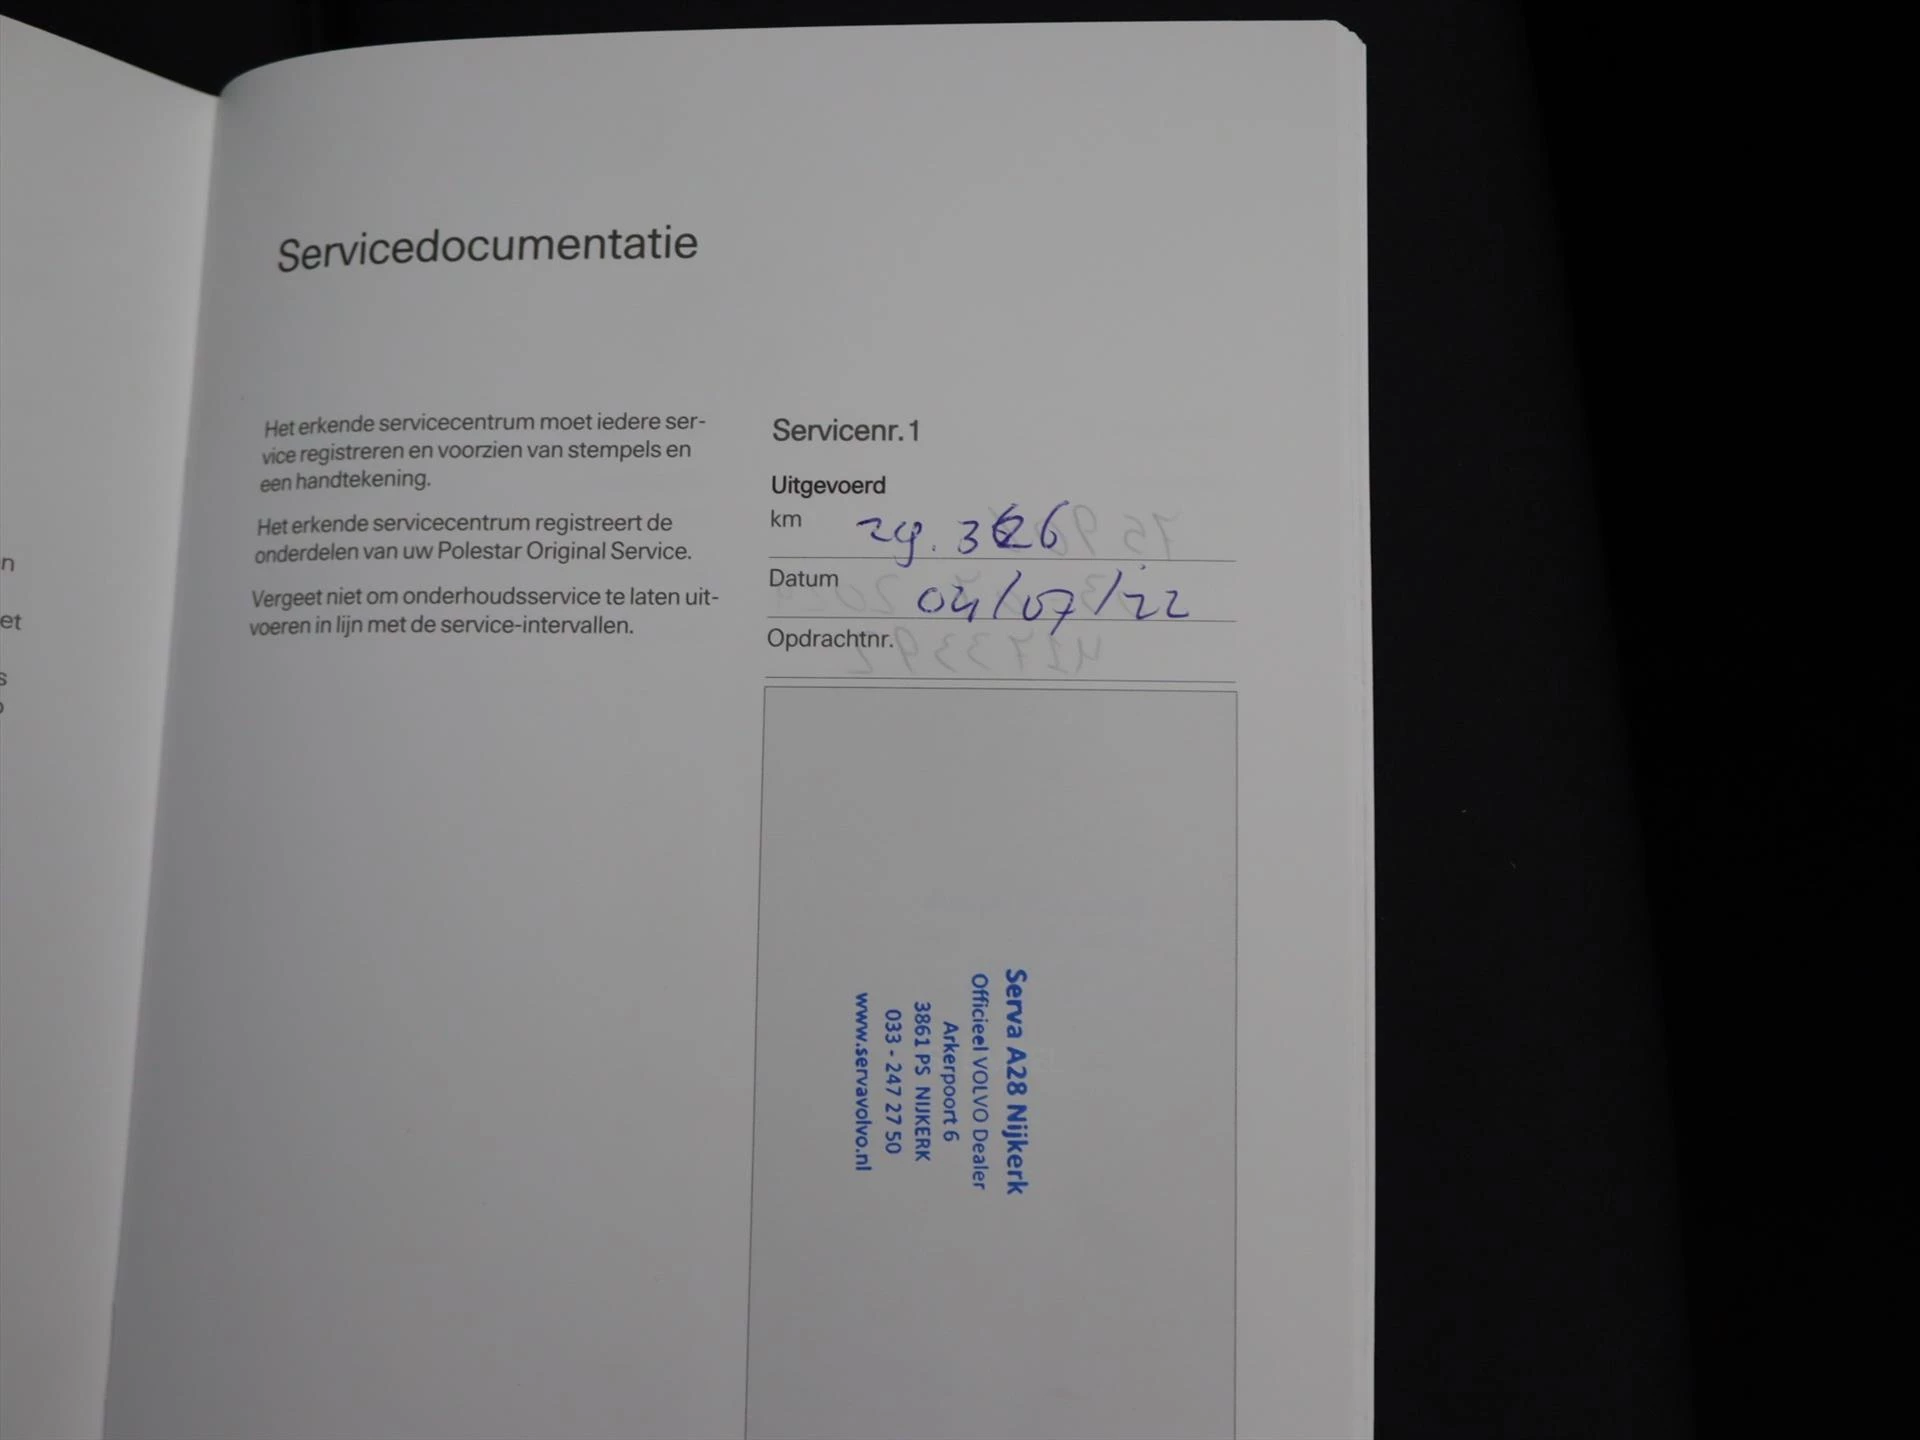 n
et
s
Servicedocumentatie
Het erkende servicecentrum moet iedere ser-
vice registreren en voorzien van stempels en
een handtekening.
Het erkende servicecentrum registreert de
onderdelen van uw Polestar Original Service.
Vergeet niet om onderhoudsservice te laten uit-
voeren in lijn met de service-intervallen.
Servicenr. 1
Uitgevoerd
km
Datum 04/07/22
Opdrachtnr.
Serva A28 Nijkerk
Officieel VOLVO Dealer
Arkerpoort 6
3861 PS NIJKERK
033 - 247 27 50
www.servavolvo.nl